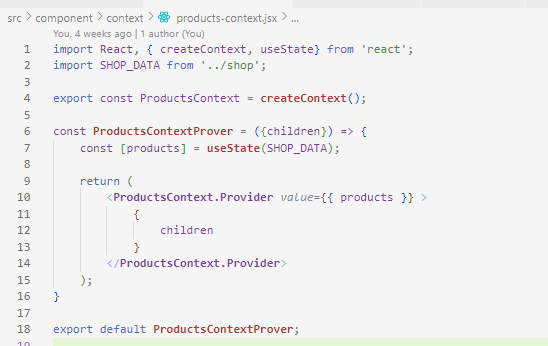 src > component > context > products-context.jsx > ...
You, 4 weeks ago | 1 author (You)
1 import React, { createContext, useState} from 'react';
2 import SHOP_DATA from '../shop';
3
4 export const ProductsContext = createContext();
5
6 const ProductsContextProver = ({children}) => {
7 const [products] = useState(SHOP_DATA);
8
9 return (
10 <ProductsContext.Provider value={{ products }} >
11 {
12 children
13 }
14 </ProductsContext.Provider>
15 );
16 }
17
18 export default ProductsContextProver;
19